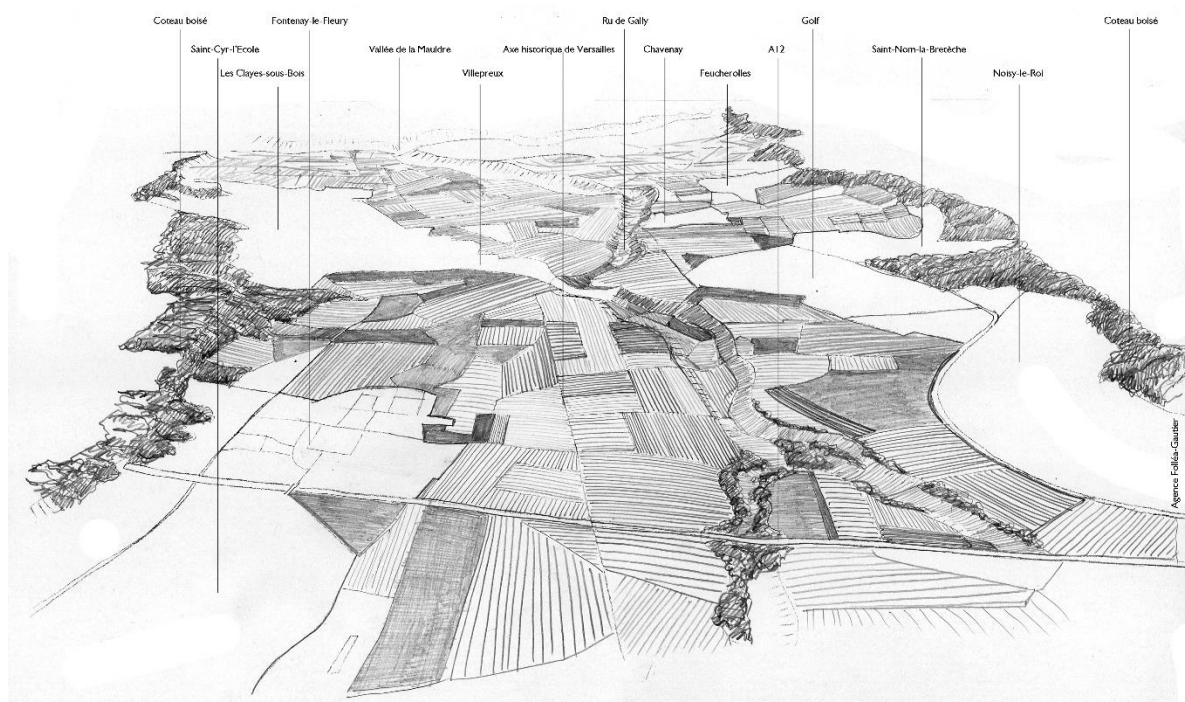 Coteau boisé
Fontenay-le-Fleury
Ru de Gally
Golf
Coteau boisé
Saint-Cyr-l'Ecole
Vallée de la Mauldre
Axe historique de Versailles
Chavenay
A12
Saint-Nom-la-Bretèche
Les Clayes-sous-Bois
Villepreux
Feucherolles
Noisy-le-Roi
Agence Folléa-Gautier